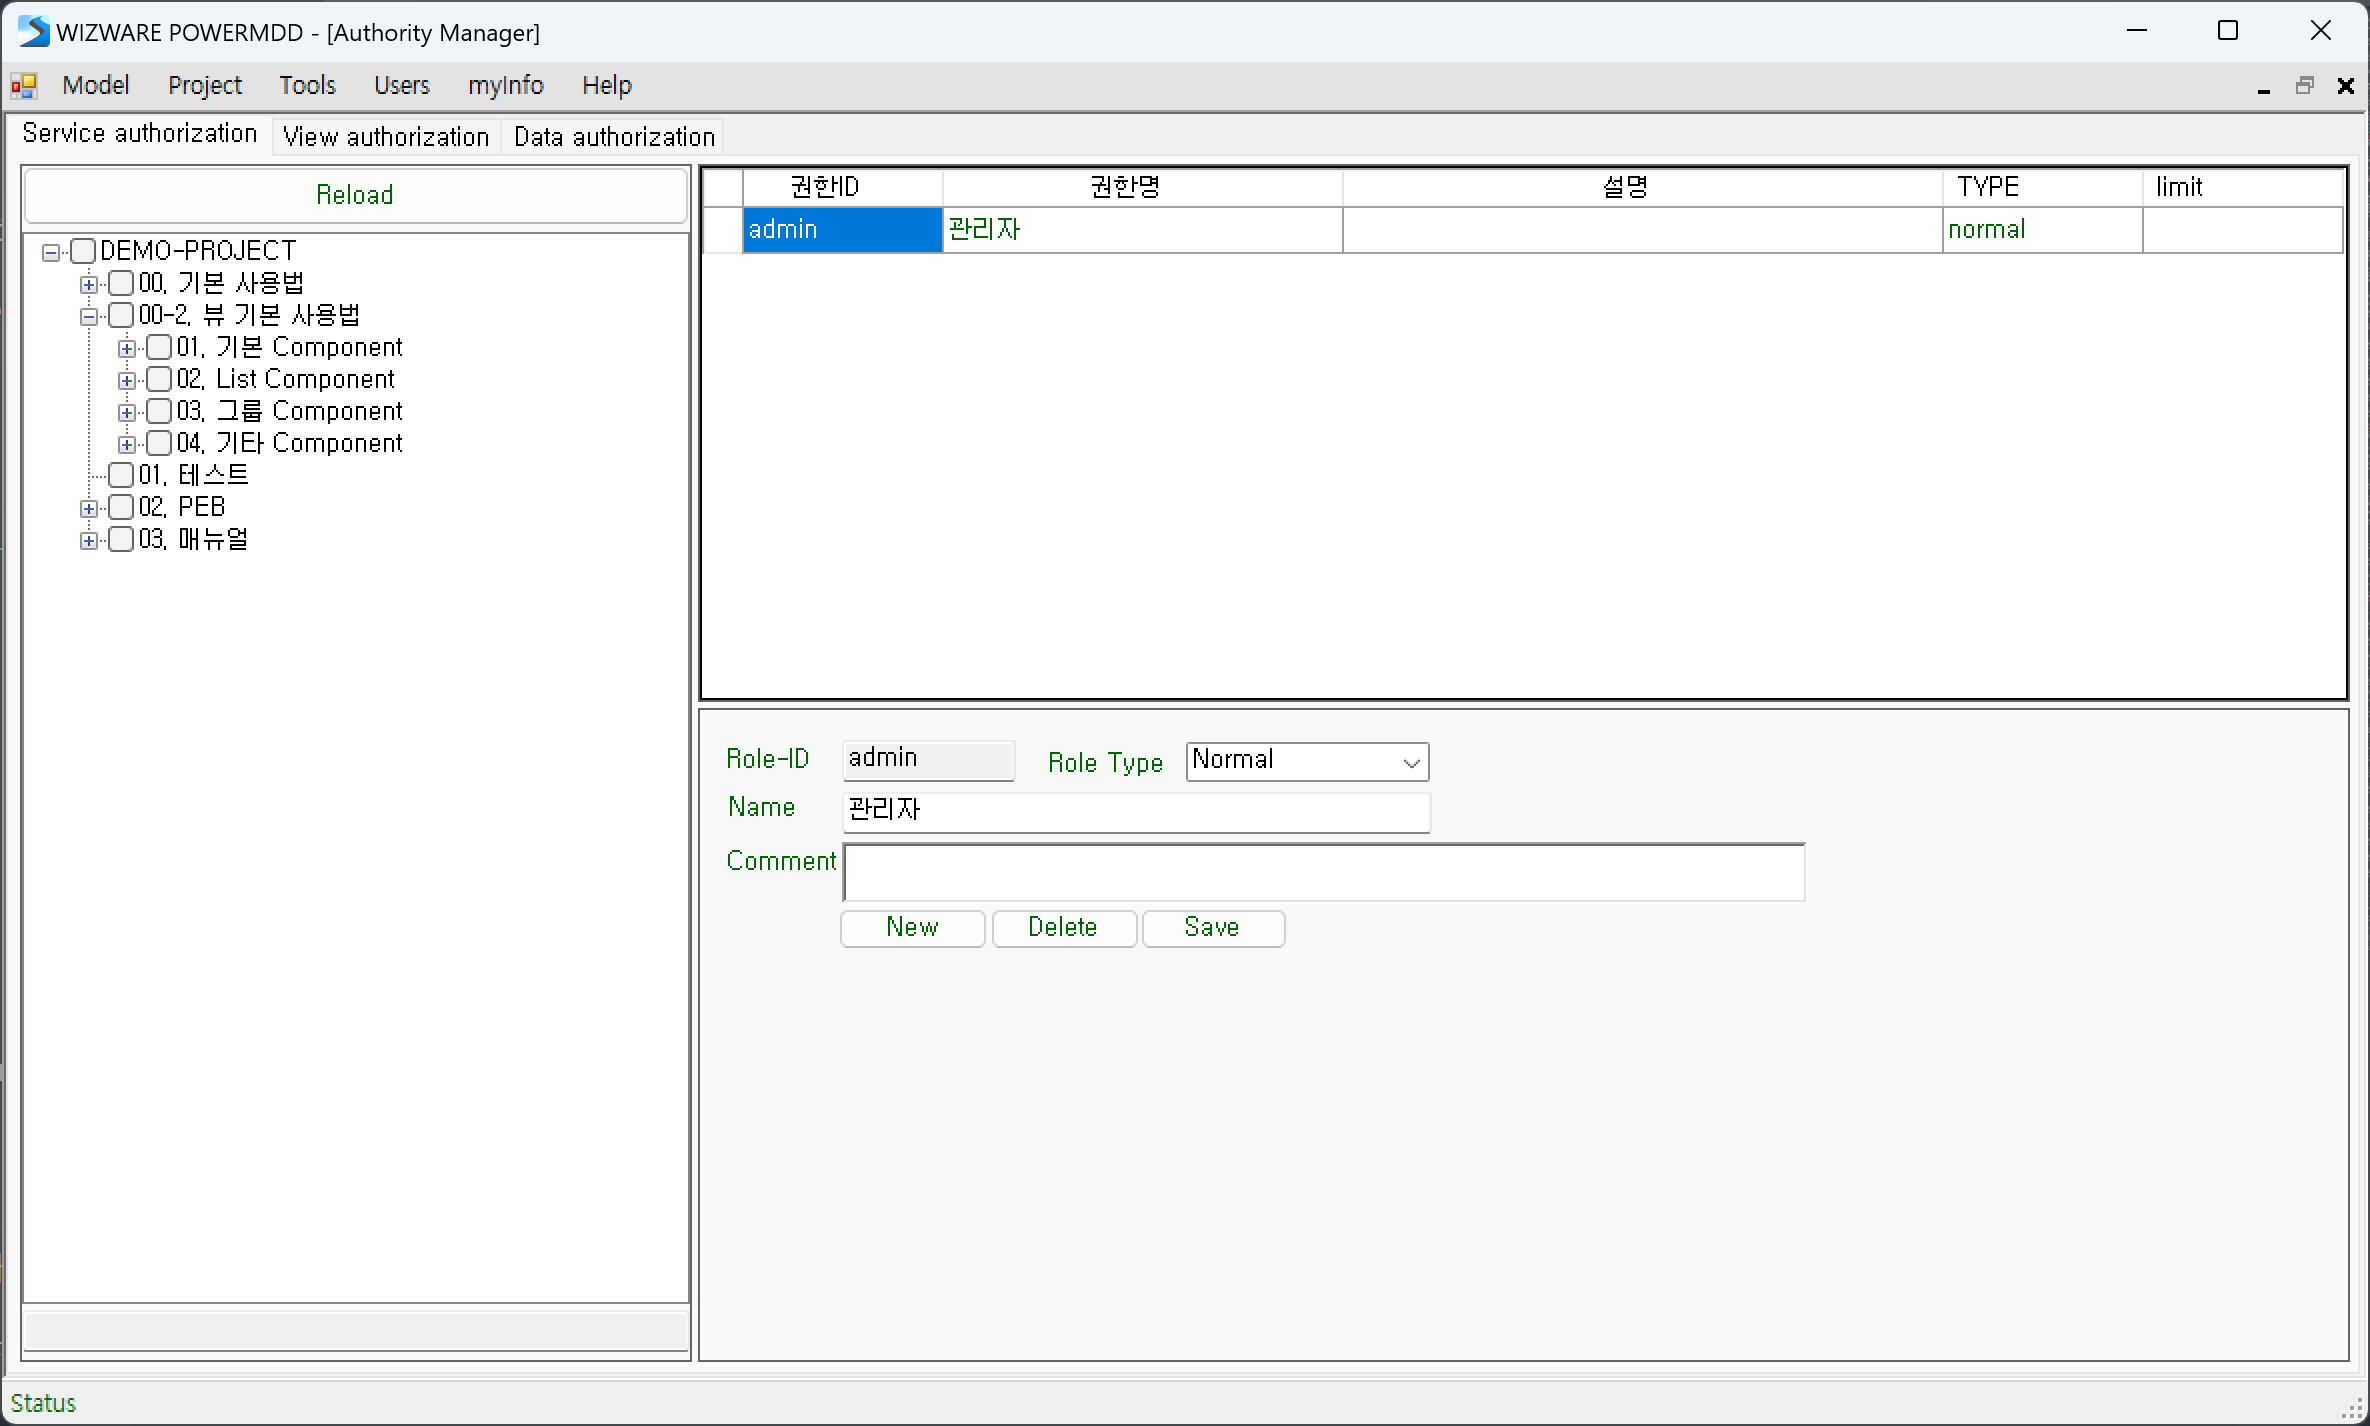 WIZWARE POWERMDD - [Authority Manager]
Model Project Tools Users myInfo Help
Service authorization View authorization Data authorization
Reload
DEMO-PROJECT
00. 기본 사용법
00-2. 뷰 기본 사용법
01. 기본 Component
02. List Component
03. 그룹 Component
04. 기타 Component
01. 테스트
02. PEB
03. 매뉴얼
권한ID 권한명 설명 TYPE limit
admin 관리자 normal
Role-ID admin Role Type Normal
Name 관리자
Comment
New Delete Save
Status